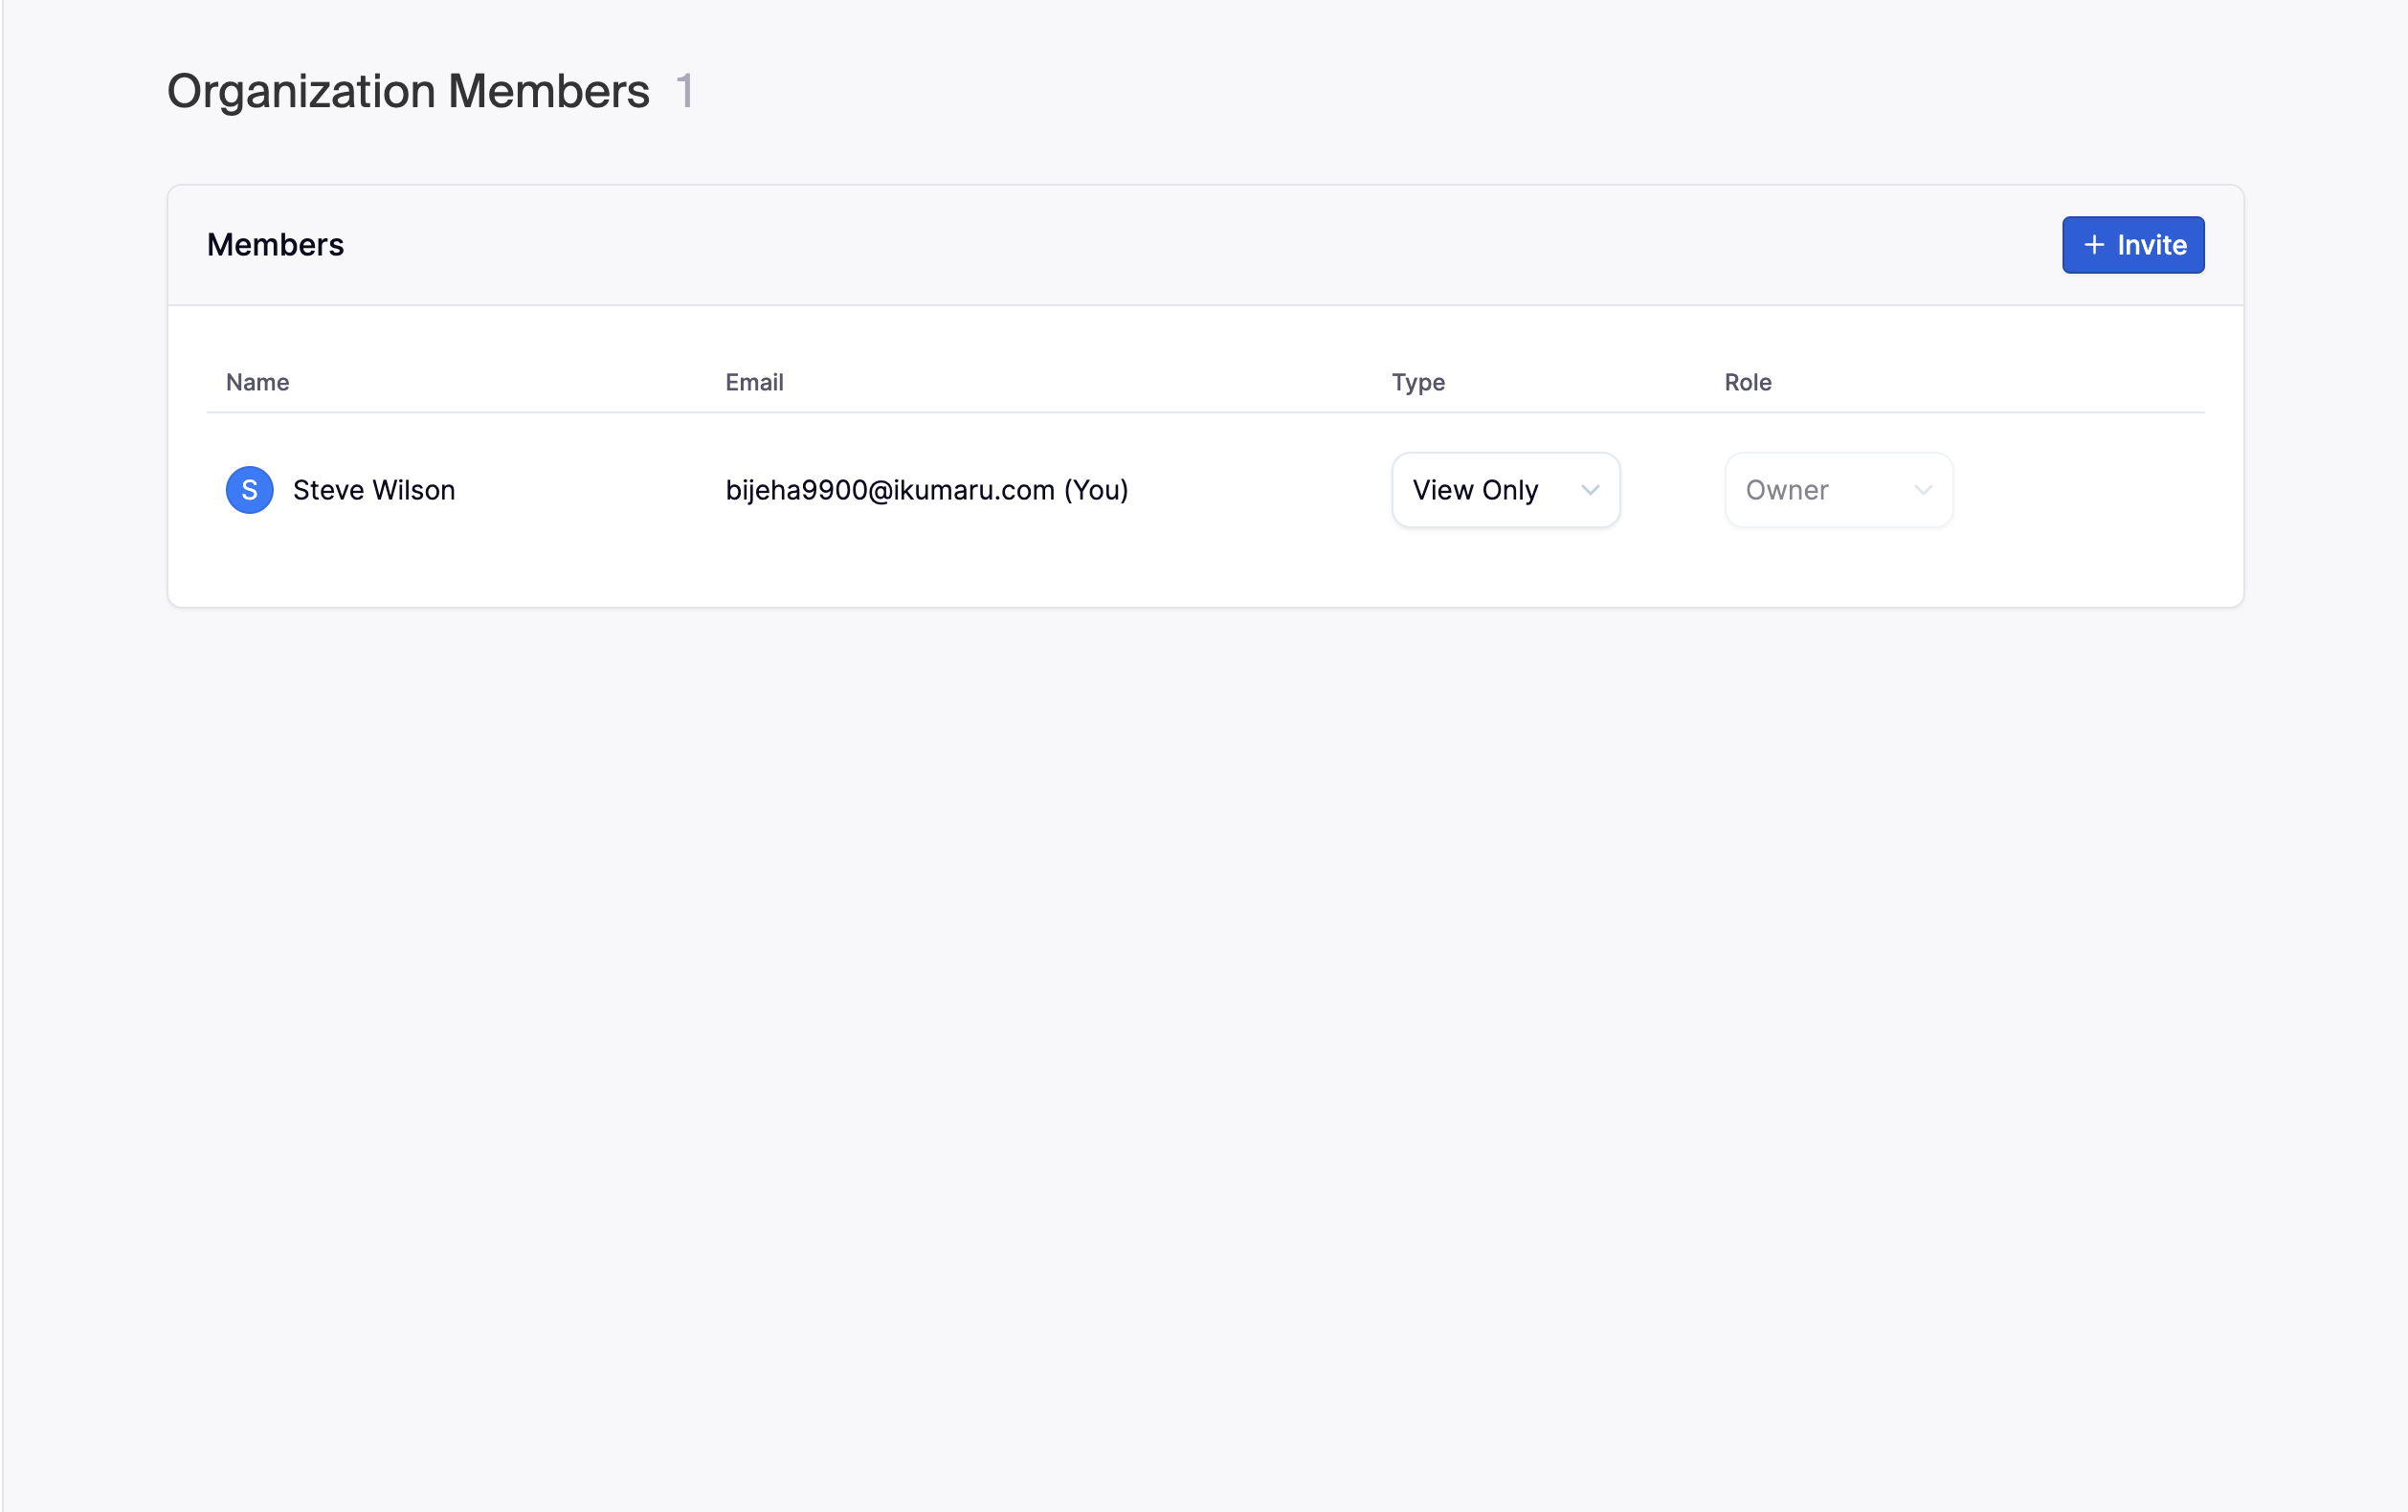 Organization Members 1
Members
+ Invite
Name Email Type Role
S Steve Wilson bijeha9900@ikumaru.com (You) View Only Owner